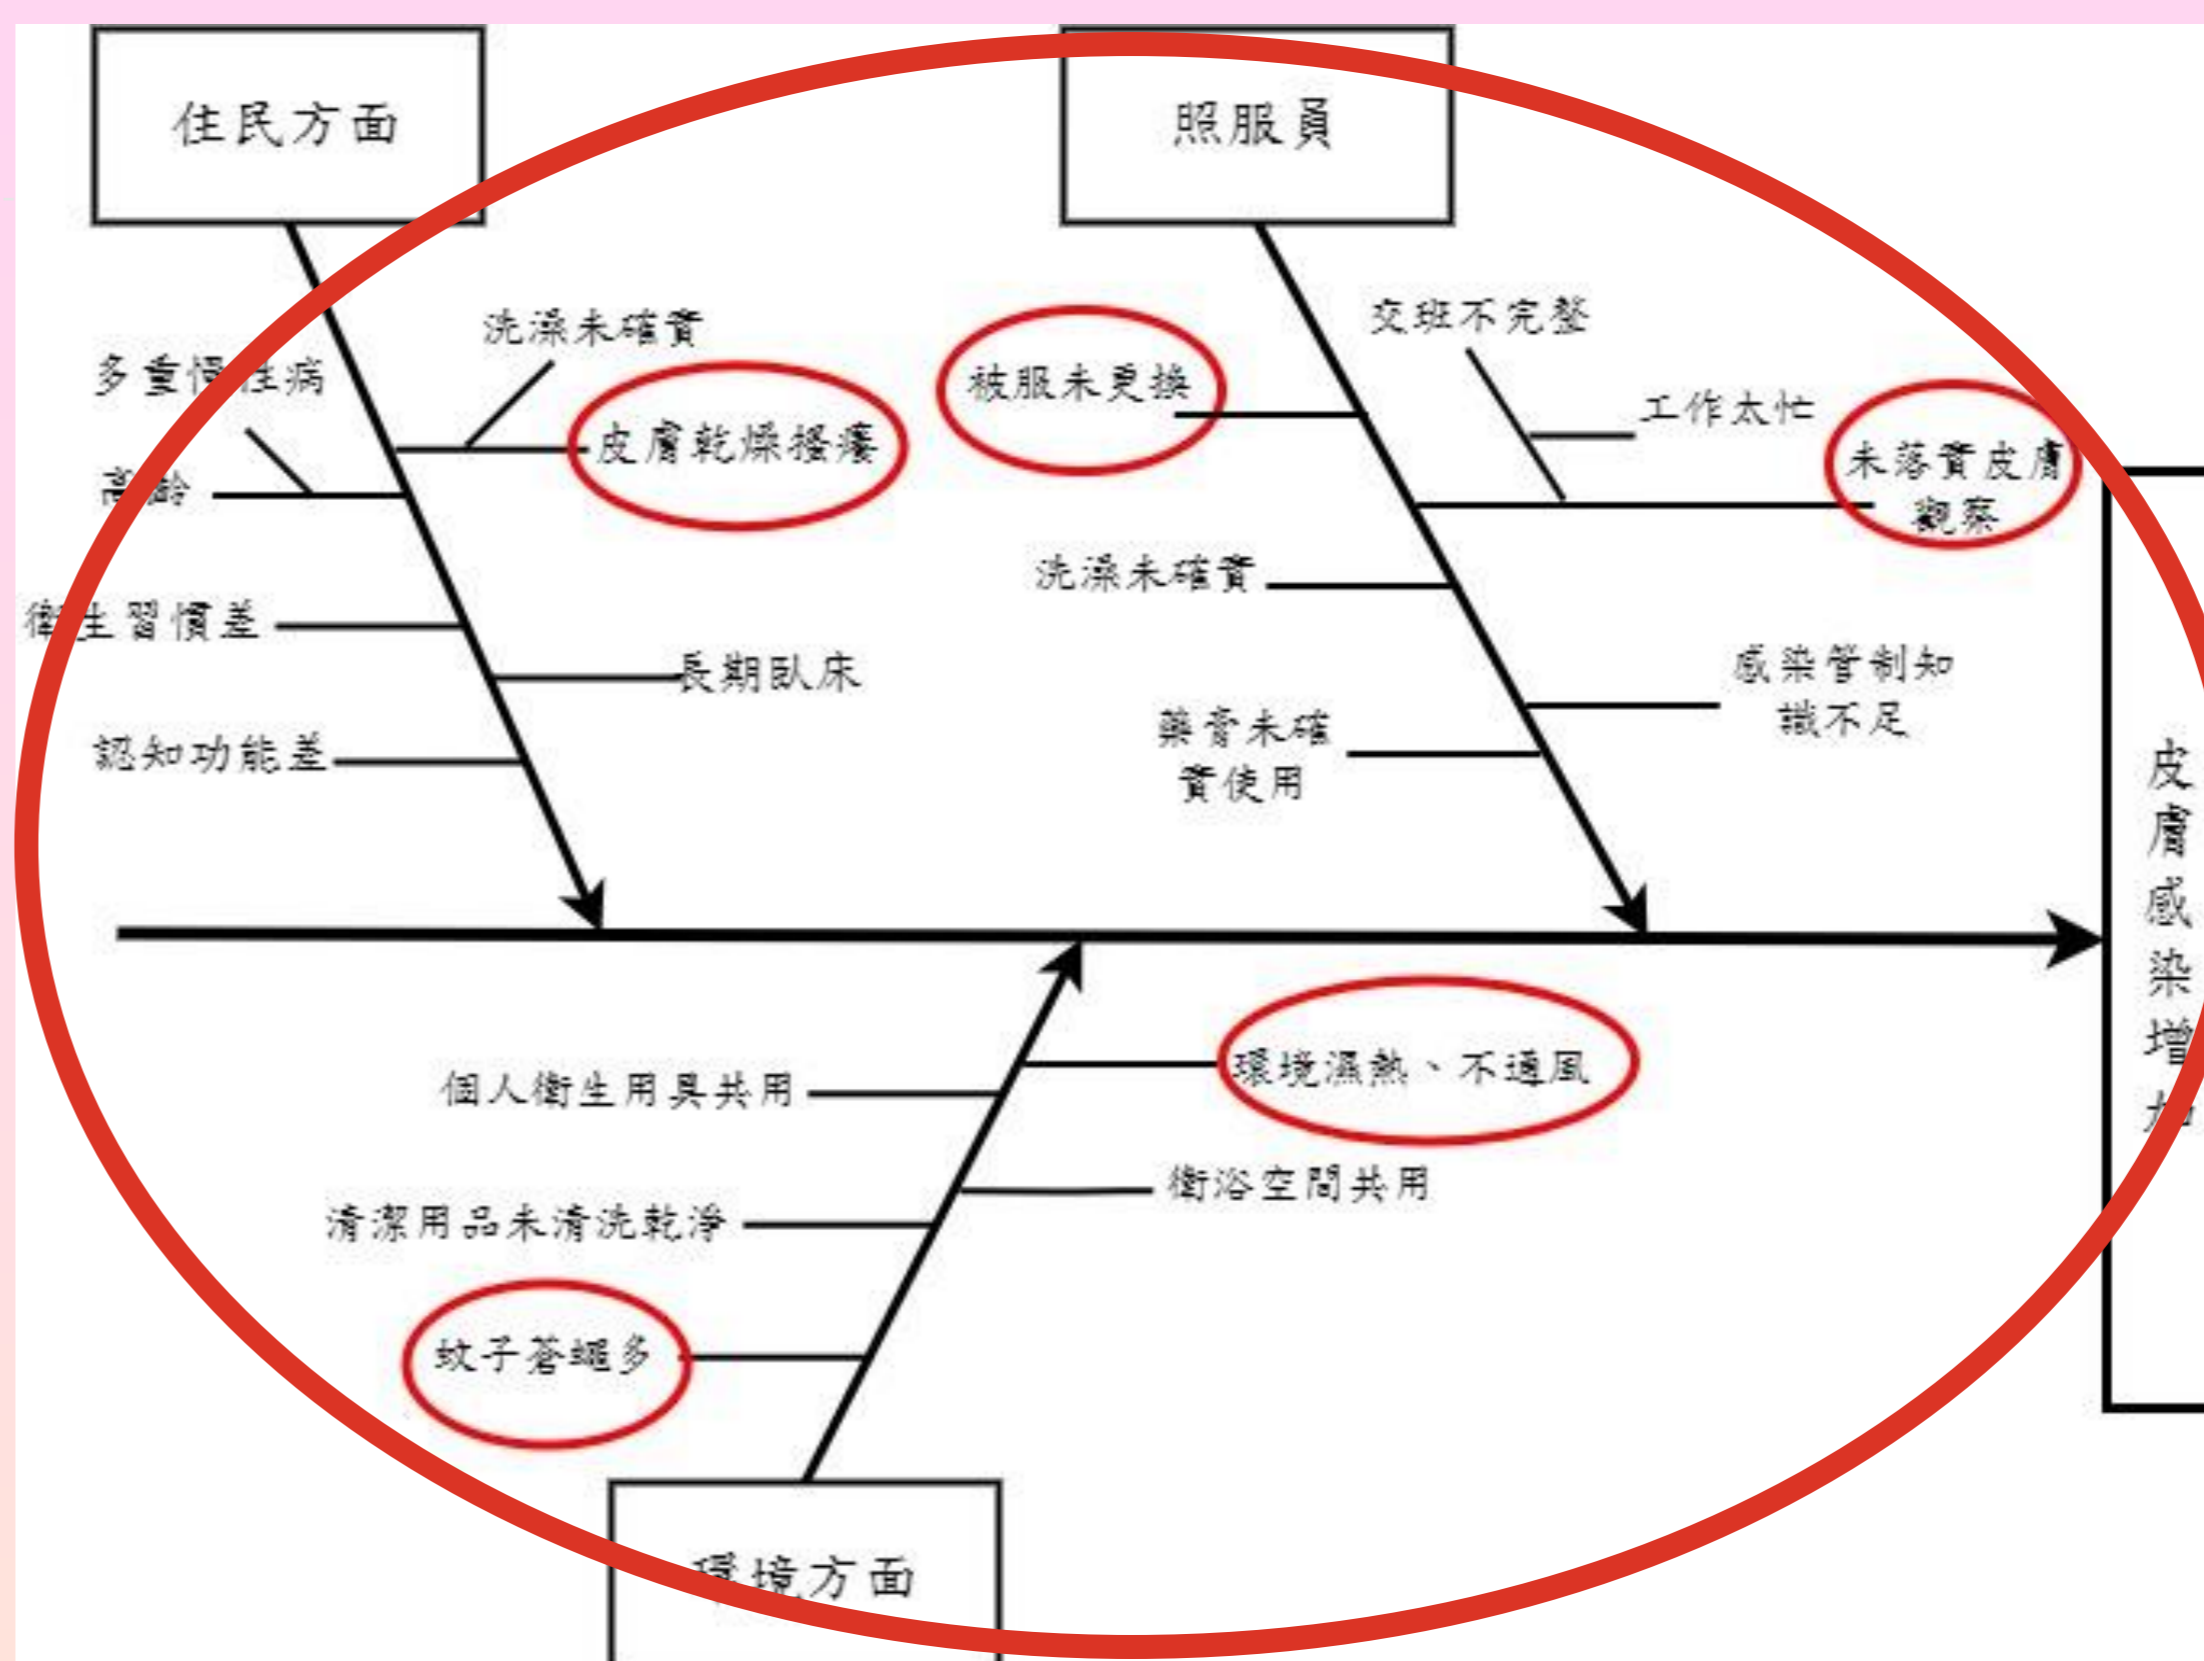 住民方面
照服員
洗澡未確實
多重慢性病
皮膚乾燥搔癢
高齡
衛生習慣差
長期臥床
認知功能差
交班不完整
被服未更換
工作太忙
未落實皮膚
觀察
洗澡未確實
感染管制知
識不足
藥膏未確
實使用
皮膚感染增加
環境濕熱、不通風
個人衛生用具共用
衛浴空間共用
清潔用品未清洗乾淨
蚊子蒼蠅多
環境方面